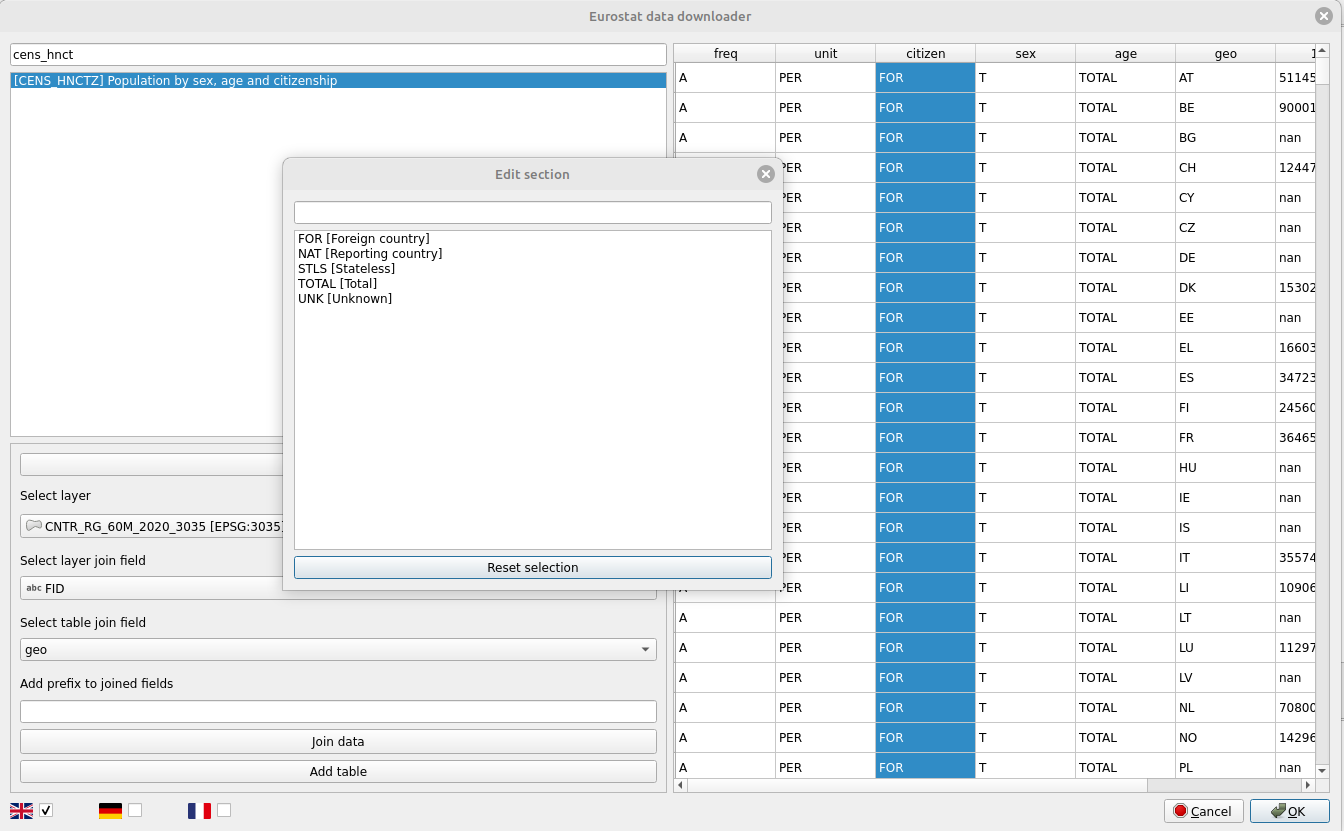 Eurostat data downloader
cens_hnct
[CENS_HNCTZ] Population by sex, age and citizenship
Edit section
FOR [Foreign country]
NAT [Reporting country]
STLS [Stateless]
TOTAL [Total]
UNK [Unknown]
Reset selection
Select layer
CNTR_RG_60M_2020_3035 [EPSG:3035]
Select layer join field
abc FID
Select table join field
geo
Add prefix to joined fields
Join data
Add table
freq unit citizen sex age geo 1
A PER FOR T TOTAL AT 51145
A PER FOR T TOTAL BE 90001
A PER FOR T TOTAL BG nan
PER FOR T TOTAL CH 12447
PER FOR T TOTAL CY nan
PER FOR T TOTAL CZ nan
PER FOR T TOTAL DE nan
PER FOR T TOTAL DK 15302
PER FOR T TOTAL EE nan
PER FOR T TOTAL EL 16603
PER FOR T TOTAL ES 34723
PER FOR T TOTAL FI 24560
PER FOR T TOTAL FR 36465
PER FOR T TOTAL HU nan
PER FOR T TOTAL IE nan
PER FOR T TOTAL IS nan
PER FOR T TOTAL IT 35574
A PER FOR T TOTAL LI 10906
A PER FOR T TOTAL LT nan
A PER FOR T TOTAL LU 11297
A PER FOR T TOTAL LV nan
A PER FOR T TOTAL NL 70800
A PER FOR T TOTAL NO 14296
A PER FOR T TOTAL PL nan
Cancel
OK